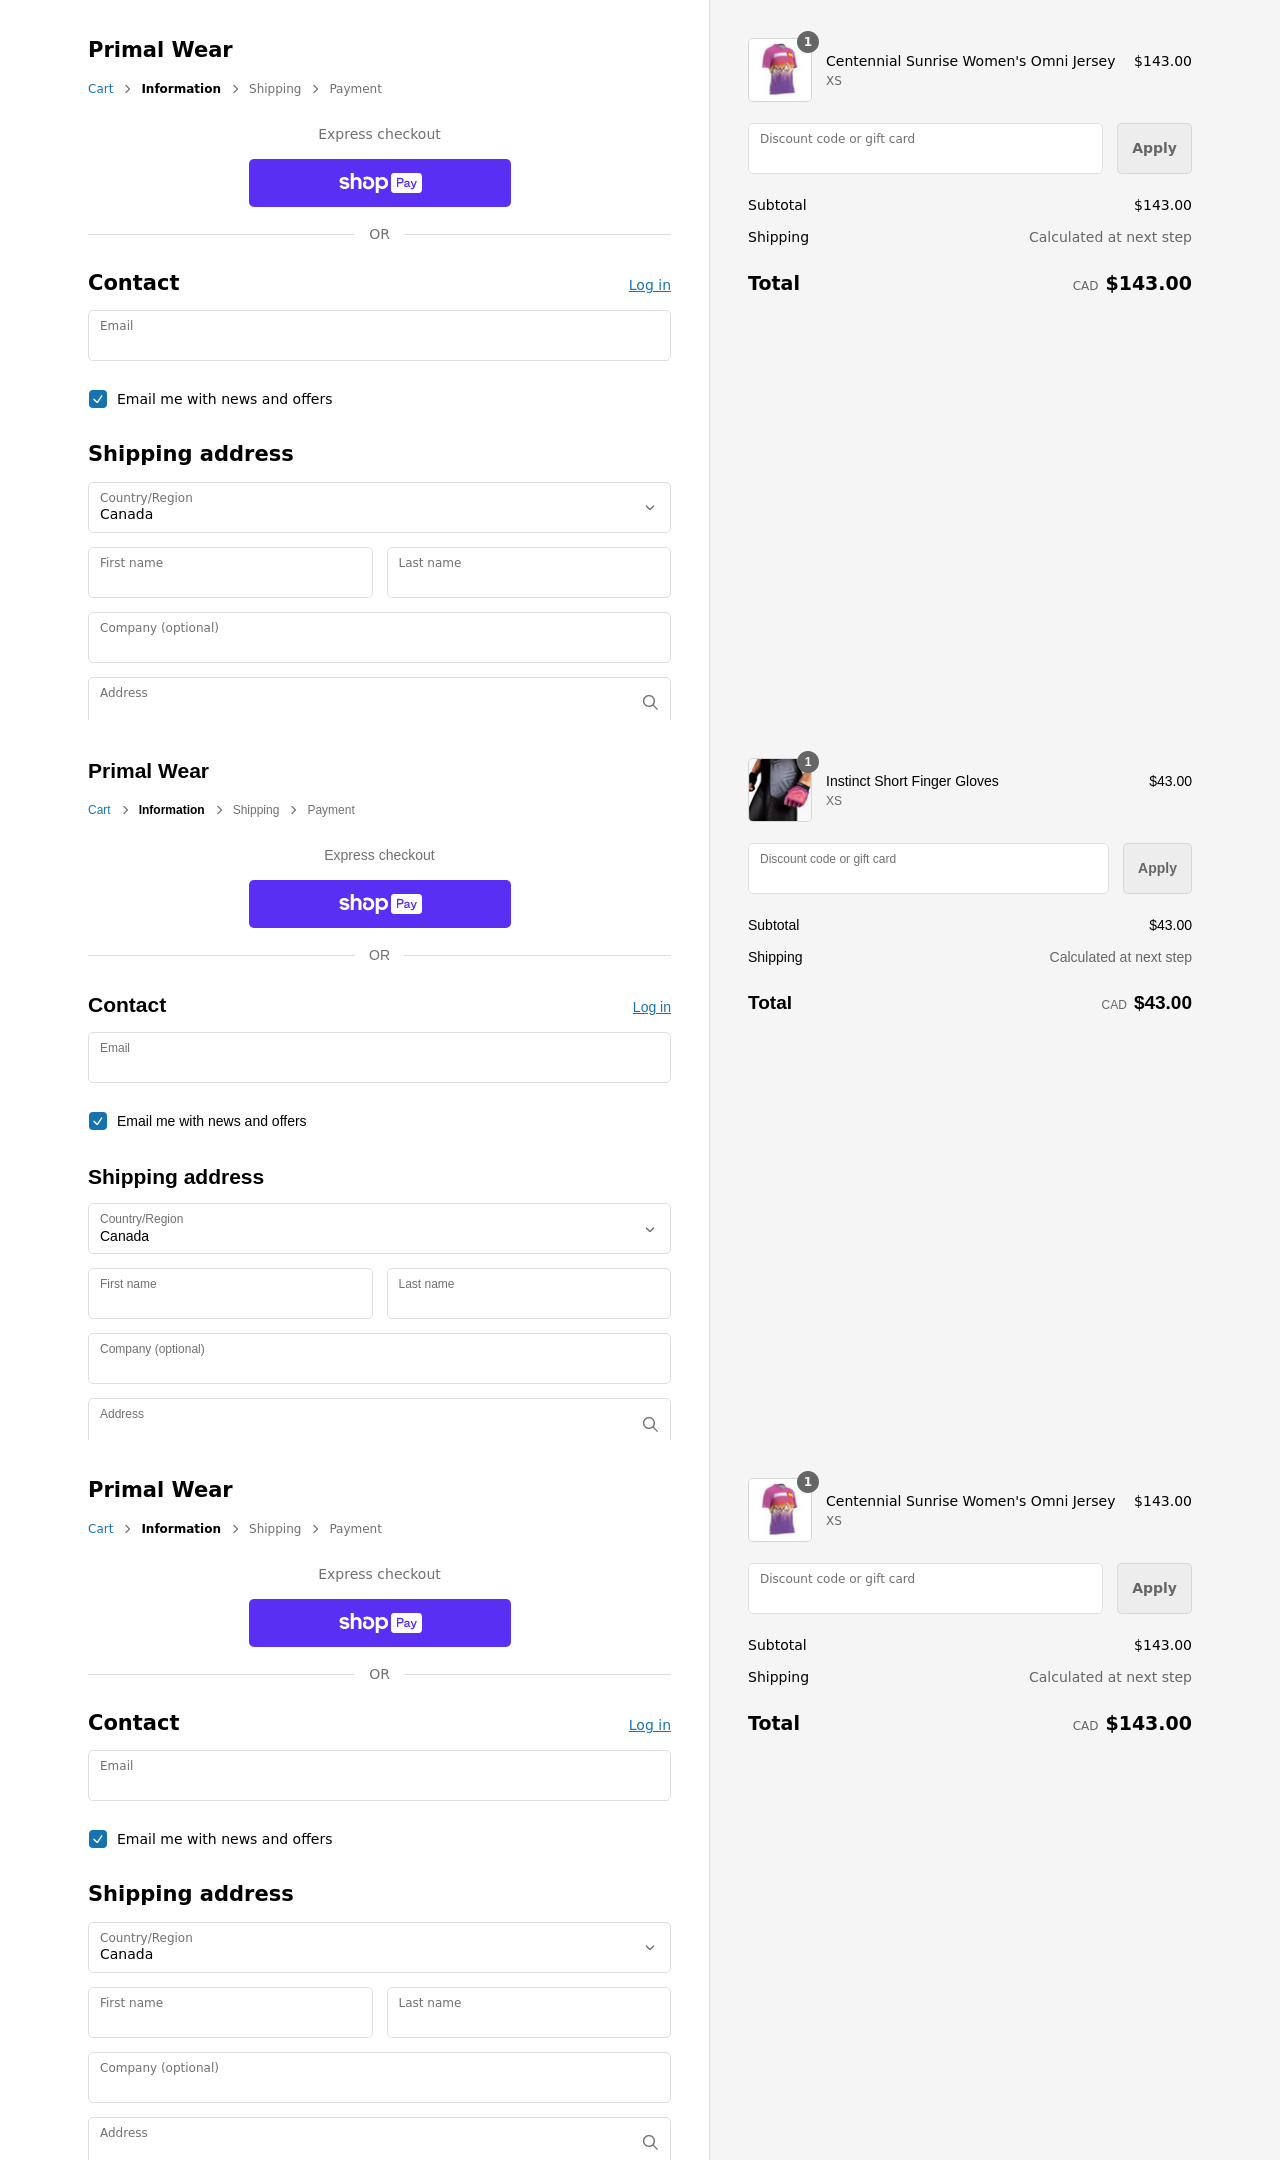 Primal Wear
Cart
Information
Shipping
Payment
Express checkout
shop Pay
OR
Contact
Log in
Email
Email me with news and offers
Shipping address
Country/Region
Canada
First name
Last name
Company (optional)
Address
1
Centennial Sunrise Women's Omni Jersey $143.00
XS
Discount code or gift card
Apply
Subtotal $143.00
Shipping Calculated at next step
Total CAD $143.00
Primal Wear
Cart
Information
Shipping
Payment
Express checkout
shop Pay
OR
Contact
Log in
Email
Email me with news and offers
Shipping address
Country/Region
Canada
First name
Last name
Company (optional)
Address
1
Instinct Short Finger Gloves $43.00
XS
Discount code or gift card
Apply
Subtotal $43.00
Shipping Calculated at next step
Total CAD $43.00
Primal Wear
Cart
Information
Shipping
Payment
Express checkout
shop Pay
OR
Contact
Log in
Email
Email me with news and offers
Shipping address
Country/Region
Canada
First name
Last name
Company (optional)
Address
1
Centennial Sunrise Women's Omni Jersey $143.00
XS
Discount code or gift card
Apply
Subtotal $143.00
Shipping Calculated at next step
Total CAD $143.00